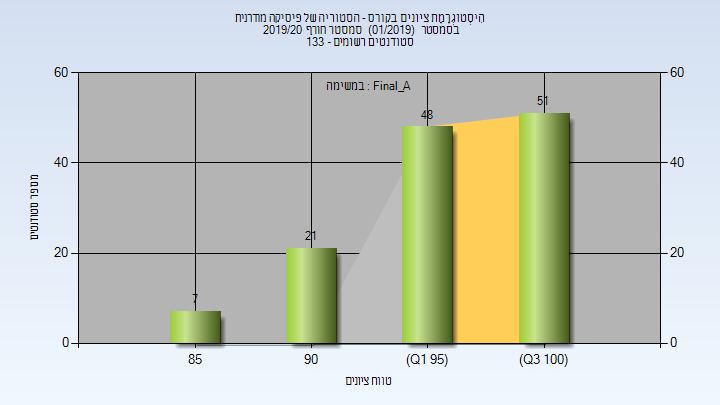 היסטוגרמת ציונים בקורס - הסטוריה של פיסיקה מודרנית
בסמסטר (01/2019) סמסטר חורף 2019/20
סטודנטים רשומים - 133
במשימה : Final_A
מספר סטודנטים
60
40
20
0
60
40
20
0
7
21
48
51
85
90
(Q1 95)
(Q3 100)
טווח ציונים